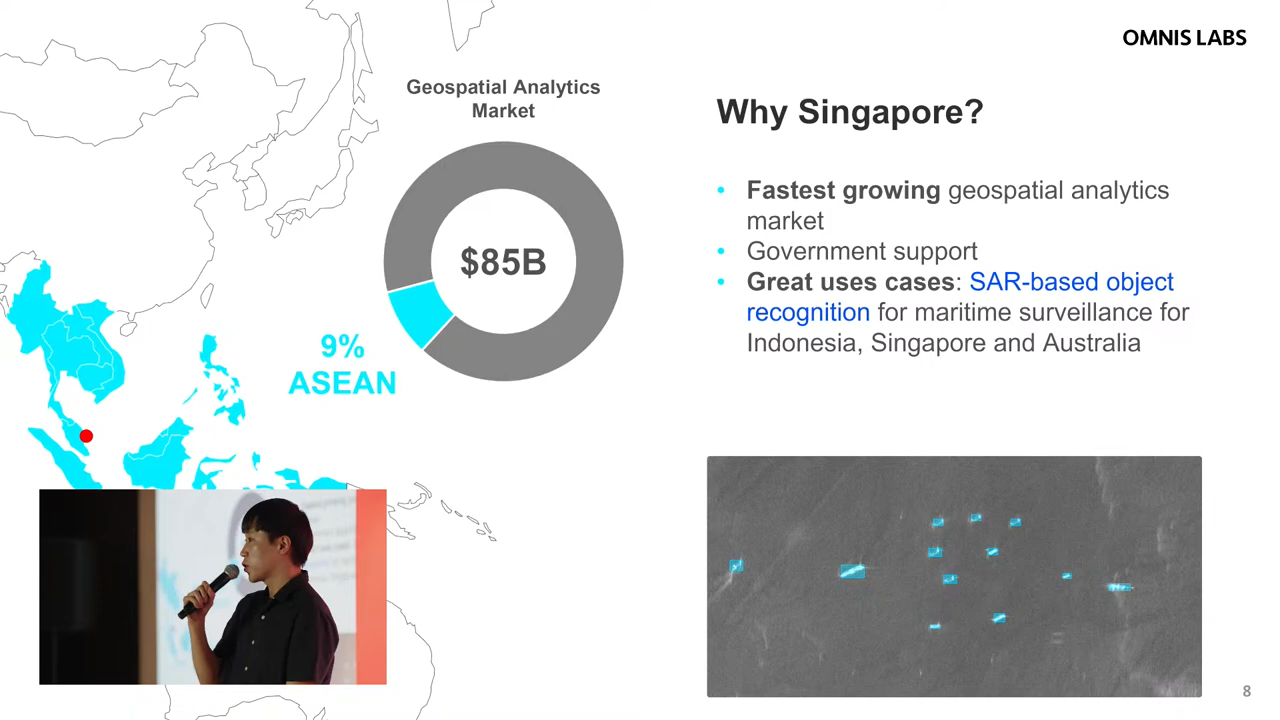 OMNIS LABS
Geospatial Analytics
Market
$85B
9%
ASEAN
Why Singapore?
• Fastest growing geospatial analytics
market
• Government support
• Great uses cases: SAR-based object
recognition for maritime surveillance for
Indonesia, Singapore and Australia
8